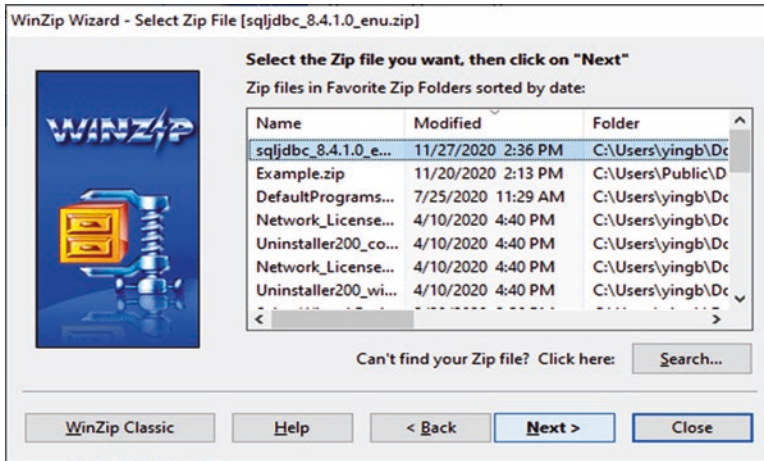 WinZip Wizard - Select Zip File [sqljdbc_8.4.1.0_enu.zip]
WINZIP
Select the Zip file you want, then click on "Next"
Zip files in Favorite Zip Folders sorted by date:
Name Modified Folder
sqljdbc_8.4.1.0_e... 11/27/2020 2:36 PM C:\Users\yingb\Dc
Example.zip 11/20/2020 2:13 PM C:\Users\Public\D
DefaultPrograms... 7/25/2020 11:29 AM C:\Users\yingb\Dc
Network_License... 4/10/2020 4:40 PM C:\Users\yingb\Dc
Uninstaller200_co... 4/10/2020 4:40 PM C:\Users\yingb\Dc
Network_License... 4/10/2020 4:40 PM C:\Users\yingb\Dc
Uninstaller200_wi... 4/10/2020 4:40 PM C:\Users\yingb\Dc
Can't find your Zip file? Click here: Search...
WinZip Classic Help < Back Next > Close